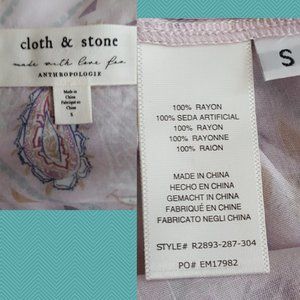 cloth & stone
made with love for
ANTHROPOLOGIE
Made in
China
Fabriqué en
Chine
S
S
100% RAYON
100% SEDA ARTIFICIAL
100% RAYON
100% RAYONNE
100% RAION
MADE IN CHINA
HECHO EN CHINA
GEMACHT IN CHINA
FABRIQUÉ EN CHINE
FABRICATO NEGLI CHINA
STYLE# R2893-287-304
PO# EM17982